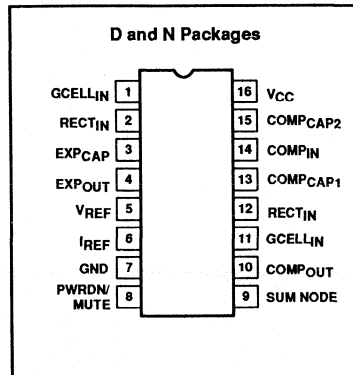 D and N Packages
GCELLIN 1
RECTIN 2
EXPCAP 3
EXPOUT 4
VREF 5
IREF 6
GND 7
PWRDN/
MUTE 8
16 VCC
15 COMPCAP2
14 COMPIN
13 COMPCAP1
12 RECTIN
11 GCELLIN
10 COMPOUT
9 SUM NODE